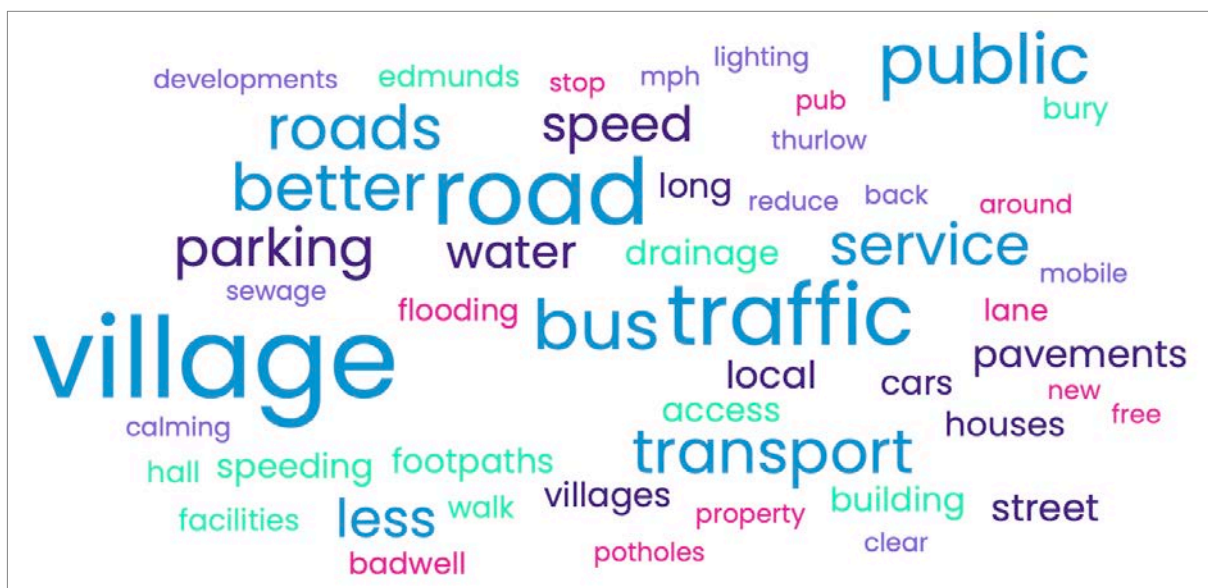 public
lighting
developments edmunds stop mph
pub bury
roads speed
thurlow
better road long reduce back around
parking water drainage service
sewage mobile
village flooding bus traffic lane
local cars pavements
access new
calming houses free
hall speeding footpaths transport
facilities less walk villages property building street
badwell potholes clear